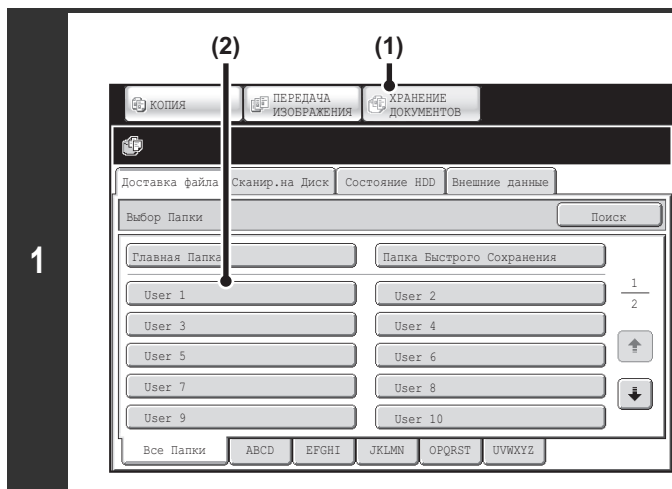 (2) (1)
КОПИЯ ПЕРЕДАЧА ИЗОБРАЖЕНИЯ ХРАНЕНИЕ ДОКУМЕНТОВ
Доставка файла Сканир.на Диск Состояние HDD Внешние данные
Выбор Папки Поиск
1
Главная Папка Папка Быстрого Сохранения
User 1 User 2
1
2
User 3 User 4
User 5 User 6
User 7 User 8
User 9 User 10
Все Папки ABCD EFGHI JKLMN OPQRST UVWXYZ